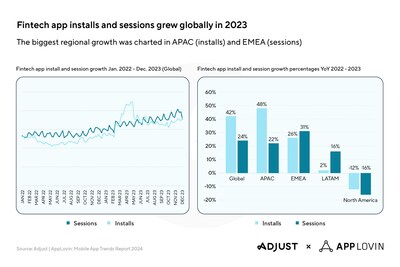 Fintech app installs and sessions grew globally in 2023
The biggest regional growth was charted in APAC (installs) and EMEA (sessions)
Fintech app install and session growth Jan. 2022 - Dec. 2023 (Global)
JAN 22
FEB 22
MAR 22
APR 22
MAY 22
JUN 22
JUL 22
AUG 22
SEP 22
OCT 22
NOV 22
DEC 22
JAN 23
FEB 23
MAR 23
APR 23
MAY 23
JUN 23
JUL 23
AUG 23
SEP 23
OCT 23
NOV 23
DEC 23
Sessions Installs
Fintech app install and session growth percentages YoY 2022 - 2023
60%
50%
40%
30%
20%
10%
0%
-10%
-20%
42% 24% 48% 22% 26% 31% 2% 16% -12% -16%
Global APAC EMEA LATAM North America
Installs Sessions
Source: Adjust | AppLovin: Mobile App Trends Report 2024
ADJUST × APPLOVIN